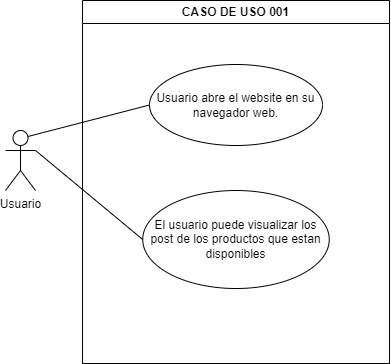 CASO DE USO 001
Usuario abre el website en su
navegador web.
Usuario
El usuario puede visualizar los
post de los productos que estan
disponibles